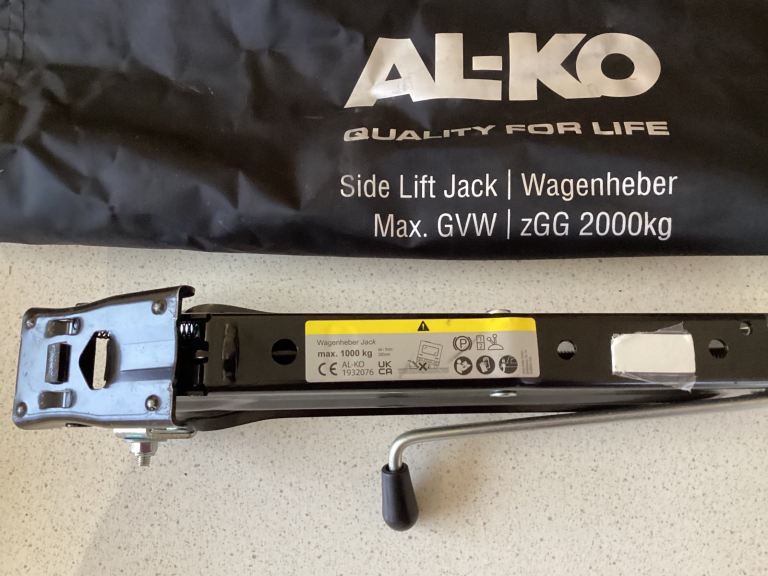 AL-KO
QUALITY FOR LIFE
Side Lift Jack | Wagenheber
Max. GVW | zGG 2000kg
Wagenheber Jack
max. 1000 kg
CE AL-KO UK
1932076 CA
P